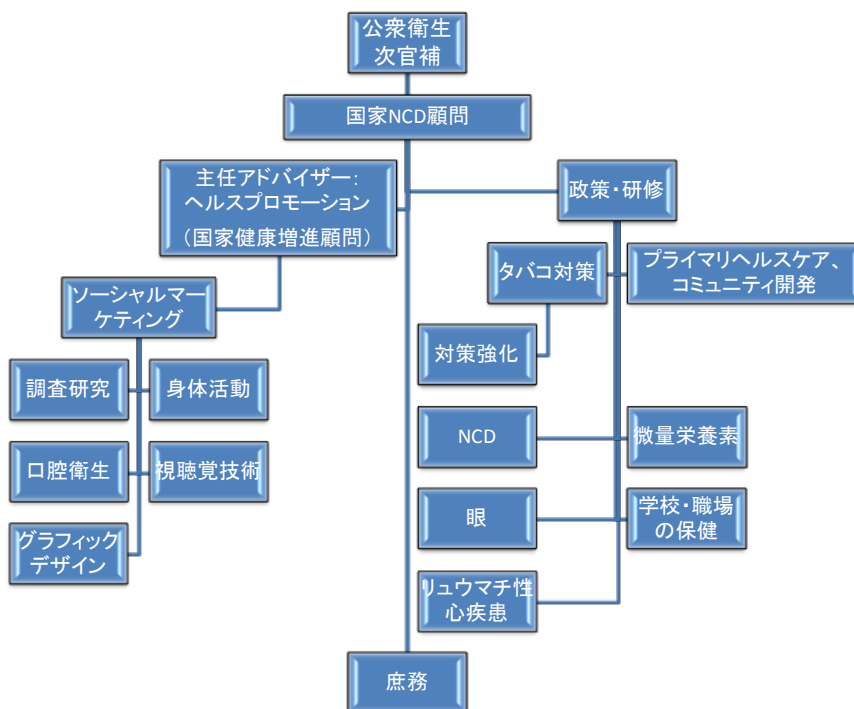 公衆衛生
次官補
国家NCD顧問
主任アドバイザー:
ヘルスプロモーション
(国家健康増進顧問)
政策・研修
ソーシャルマー
ケティング
タバコ対策
プライマリヘルスケア、
コミュニティ開発
対策強化
調査研究
身体活動
NCD
微量栄養素
口腔衛生
視聴覚技術
眼
学校・職場
の保健
グラフィック
デザイン
リュウマチ性
心疾患
庶務